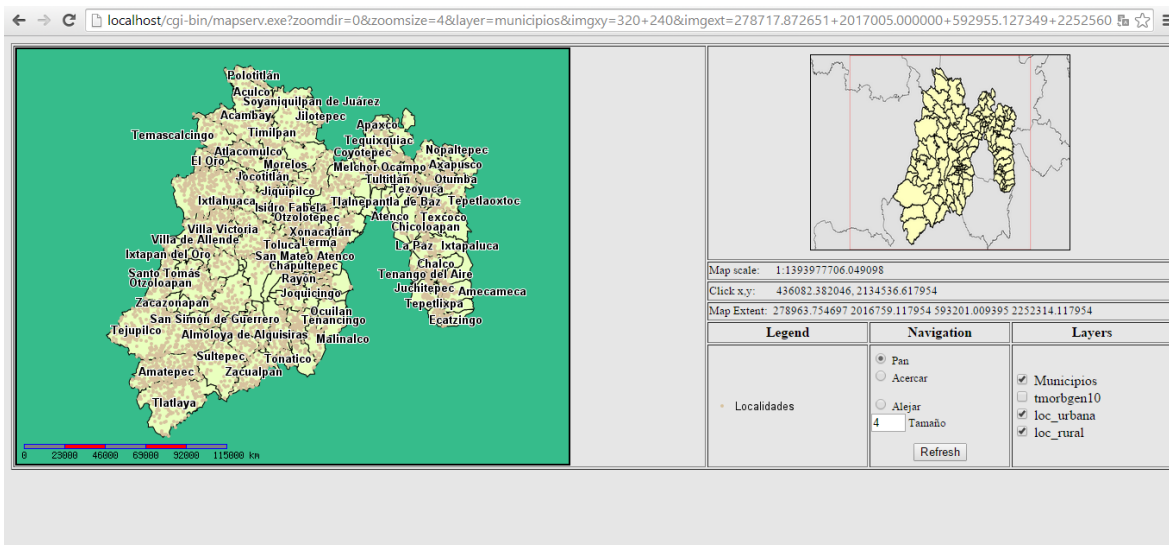 localhost/cgi-bin/mapserv.exe?zoomdir=0&zoomsize=4&layer=municipios&imgxy=320+240&imgext=278717.872651+2017005.000000+592955.127349+2252560
Polotitlán
Aculco
Soyaniquilpan de Juárez
Acambay
Jilotepec
Apaxco
Temascalcingo
Timilpan
Tequixquiac
Atlacomulco
Coyotepec
Nopaltepec
El Oro
Morelos
Melchor Ocampo
Axapusco
Jocotitlán
Tultitlán
Otumba
Jiquipilco
Tezoyuca
Ixtlahuaca
Isidro Fabela
Tlalnepantla de Baz
Tepetlaoxtoc
Otzolotepec
Atenco
Texcoco
Villa Victoria
Xonacatlán
Chicoloapan
Villa de Allende
Toluca
Lerma
La Paz
Ixtapaluca
Ixtapan del Oro
San Mateo Atenco
Chapultepec
Chalco
Santo Tomás
Rayón
Tenango del Aire
Otzoloapan
Joquicingo
Juchitepec
Amecameca
Zacazonapan
Ocuilan
Tepetlixpa
San Simón de Guerrero
Tenancingo
Ecatzingo
Tejupilco
Almoloya de Alquisiras
Malinalco
Sultepec
Tonatico
Amatepec
Zacualpan
Tlatlaya
0 23000 46000 69000 92000 115000 km
Map scale: 1:1393977706.049098
Click x,y: 436082.382046, 2134536.617954
Map Extent: 278963.754697 2016759.117954 593201.009395 2252314.117954
Legend Navigation Layers
Localidades
Pan
Acercar
Alejar
4 Tamaño
Refresh
Municipios
tmorbgen10
loc_urbana
loc_rural